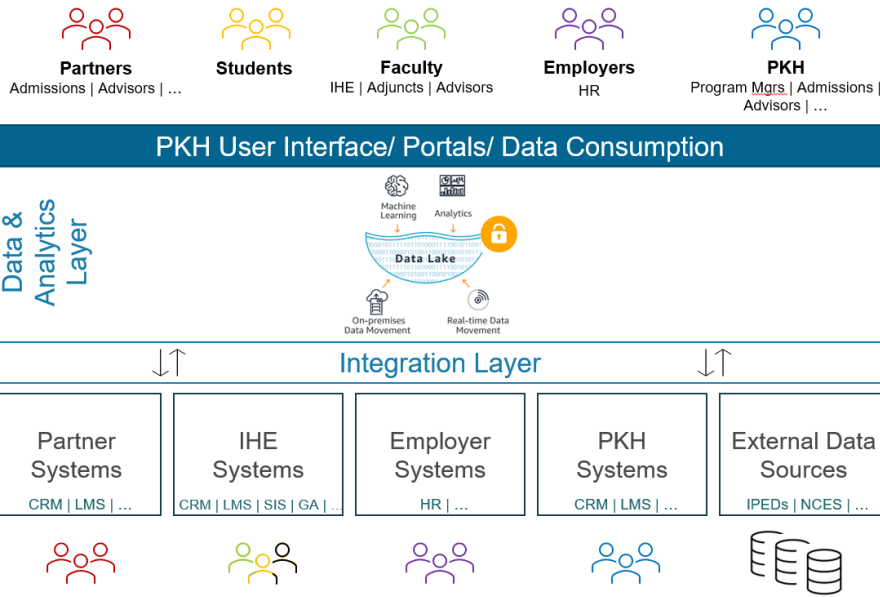 Partners
Admissions | Advisors | …
Students
Faculty
IHE | Adjuncts | Advisors
Employers
HR
PKH
Program Mgrs | Admissions |
Advisors | …
PKH User Interface/ Portals/ Data Consumption
Data &
Analytics
Layer
Machine
Learning
Analytics
Data Lake
On-premises
Data Movement
Real-time Data
Movement
Integration Layer
Partner
Systems
CRM | LMS | …
IHE
Systems
CRM | LMS | SIS | GA | …
Employer
Systems
HR | …
PKH
Systems
CRM | LMS | …
External Data
Sources
IPEDs | NCES | …